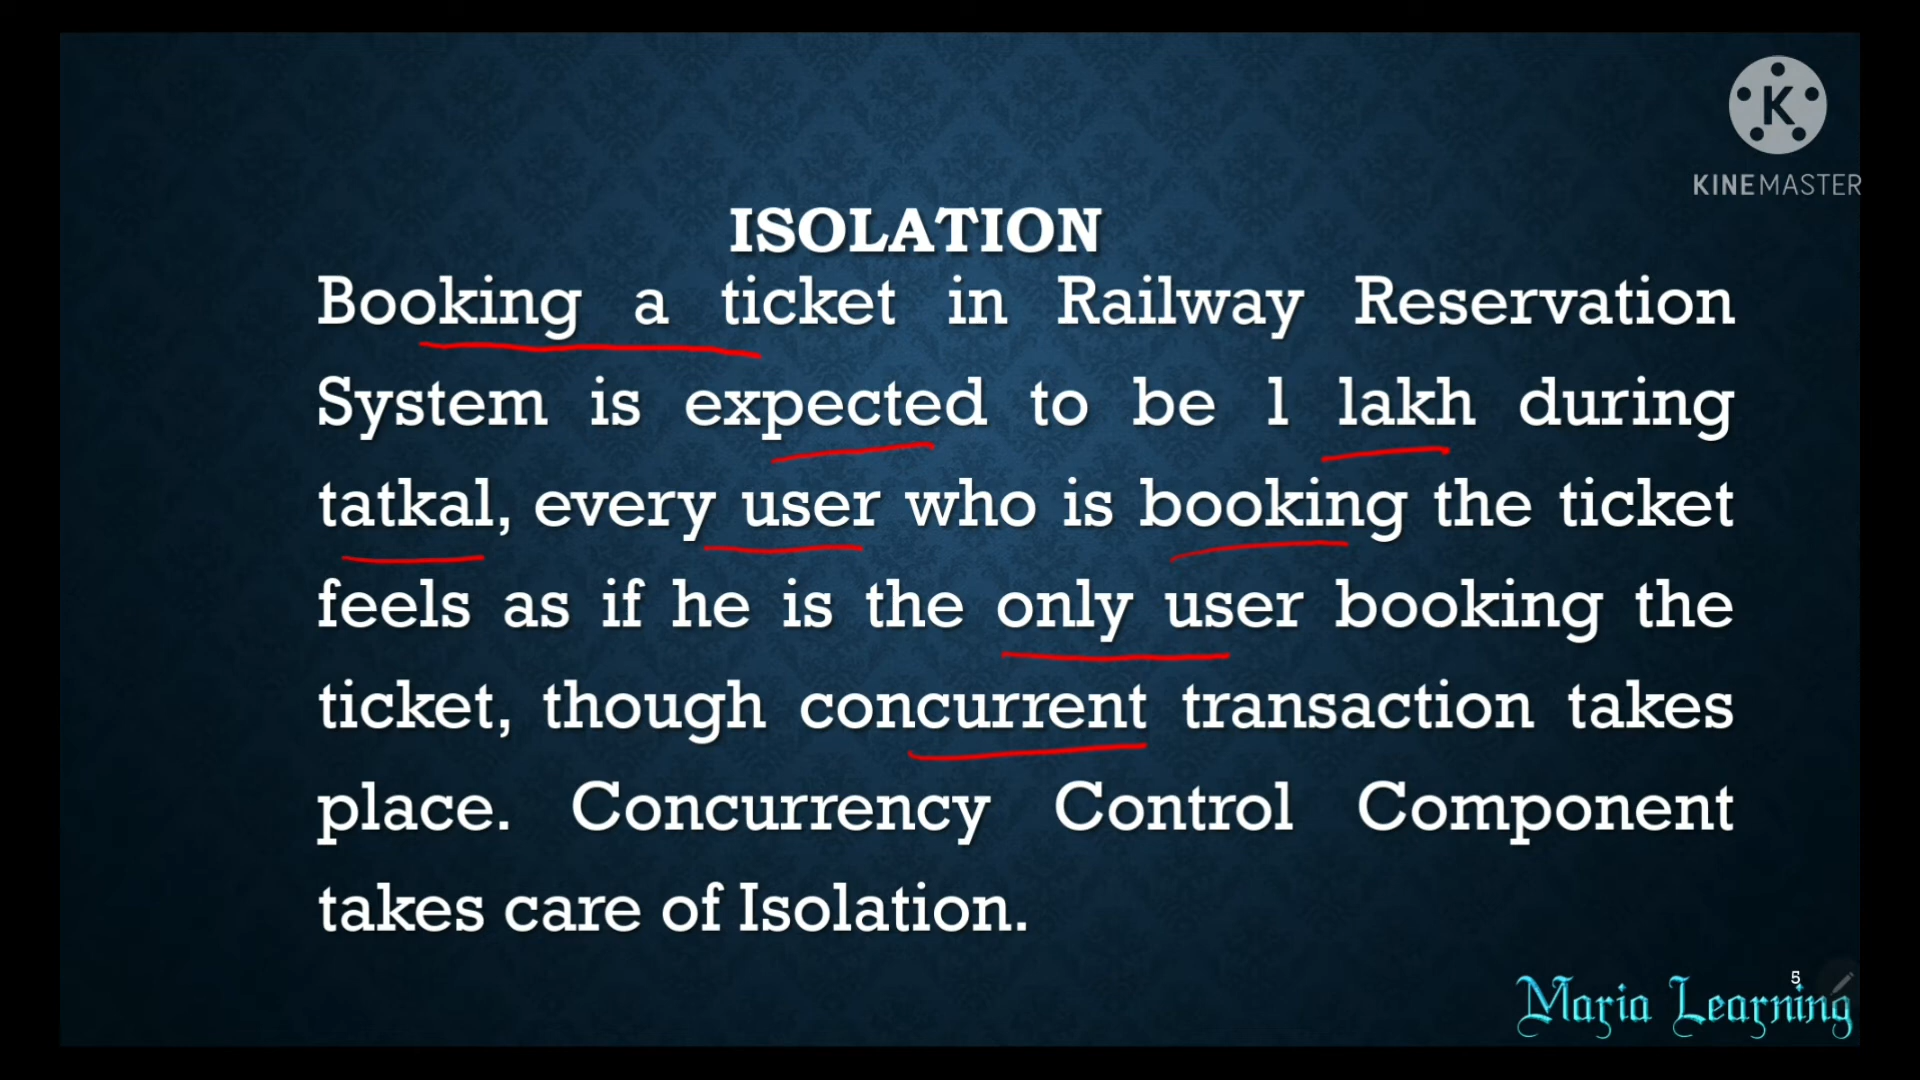 KINEMASTER
ISOLATION
Booking a ticket in Railway Reservation
System is expected to be 1 lakh during
tatkal, every user who is booking the ticket
feels as if he is the only user booking the
ticket, though concurrent transaction takes
place. Concurrency Control Component
takes care of Isolation.
5
Maria Learning